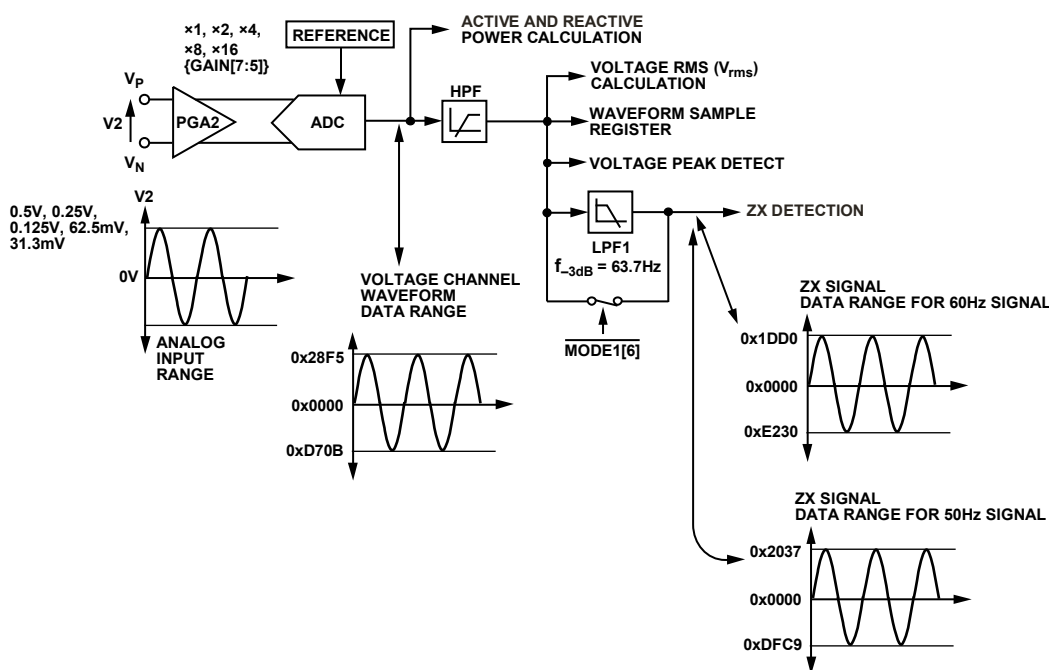 ×1, ×2, ×4,
×8, ×16
{GAIN[7:5]}
REFERENCE
ACTIVE AND REACTIVE
POWER CALCULATION
VP
V2
VN
PGA2
ADC
HPF
VOLTAGE RMS (Vrms)
CALCULATION
WAVEFORM SAMPLE
REGISTER
VOLTAGE PEAK DETECT
ZX DETECTION
LPF1
f–3dB = 63.7Hz
MODE1[6]
V2
0.5V, 0.25V,
0.125V, 62.5mV,
31.3mV
0V
ANALOG
INPUT
RANGE
VOLTAGE CHANNEL
WAVEFORM
DATA RANGE
0x28F5
0x0000
0xD70B
ZX SIGNAL
DATA RANGE FOR 60Hz SIGNAL
0x1DD0
0x0000
0xE230
ZX SIGNAL
DATA RANGE FOR 50Hz SIGNAL
0x2037
0x0000
0xDFC9